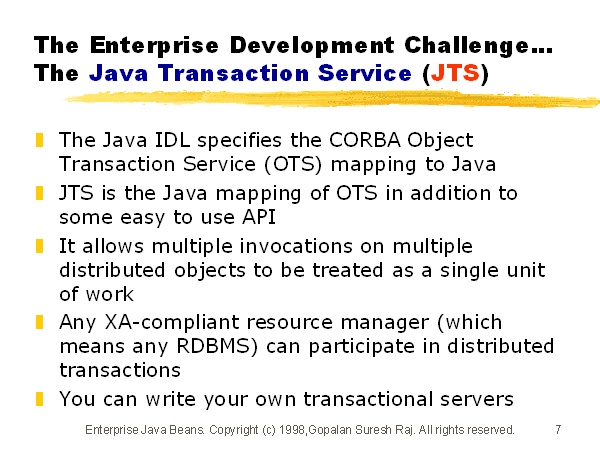 The Enterprise Development Challenge...
The Java Transaction Service (JTS)
The Java IDL specifies the CORBA Object
Transaction Service (OTS) mapping to Java
JTS is the Java mapping of OTS in addition to
some easy to use API
It allows multiple invocations on multiple
distributed objects to be treated as a single unit
of work
Any XA-compliant resource manager (which
means any RDBMS) can participate in distributed
transactions
You can write your own transactional servers
Enterprise Java Beans. Copyright (c) 1998,Gopalan Suresh Raj. All rights reserved. 7